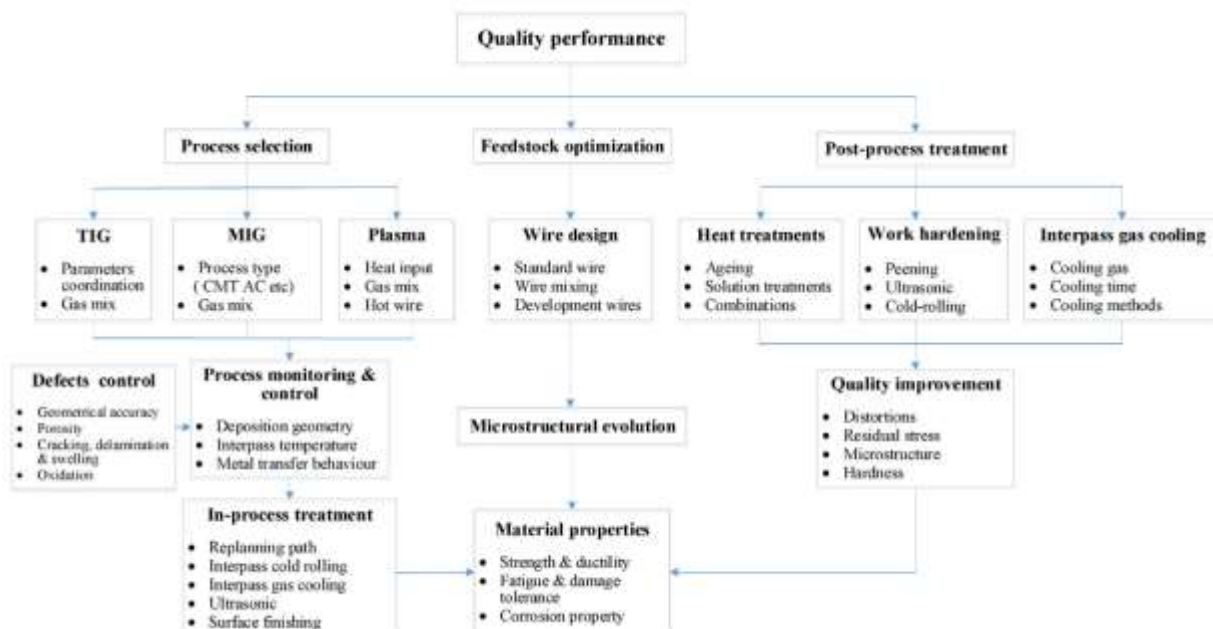 Quality performance
Process selection
Feedstock optimization
Post-process treatment
TIG
• Parameters
coordination
• Gas mix
MIG
• Process type
( CMT AC etc)
• Gas mix
Plasma
• Heat input
• Gas mix
• Hot wire
Wire design
• Standard wire
• Wire mixing
• Development wires
Heat treatments
• Ageing
• Solution treatments
• Combinations
Work hardening
• Peening
• Ultrasonic
• Cold-rolling
Interpass gas cooling
• Cooling gas
• Cooling time
• Cooling methods
Defects control
• Geometrical accuracy
• Porosity
• Cracking, delamination
& swelling
• Oxidation
Process monitoring &
control
• Deposition geometry
• Interpass temperature
• Metal transfer behaviour
Microstructural evolution
Quality improvement
• Distortions
• Residual stress
• Microstructure
• Hardness
In-process treatment
• Replanning path
• Interpass cold rolling
• Interpass gas cooling
• Ultrasonic
• Surface finishing
Material properties
• Strength & ductility
• Fatigue & damage
tolerance
• Corrosion property